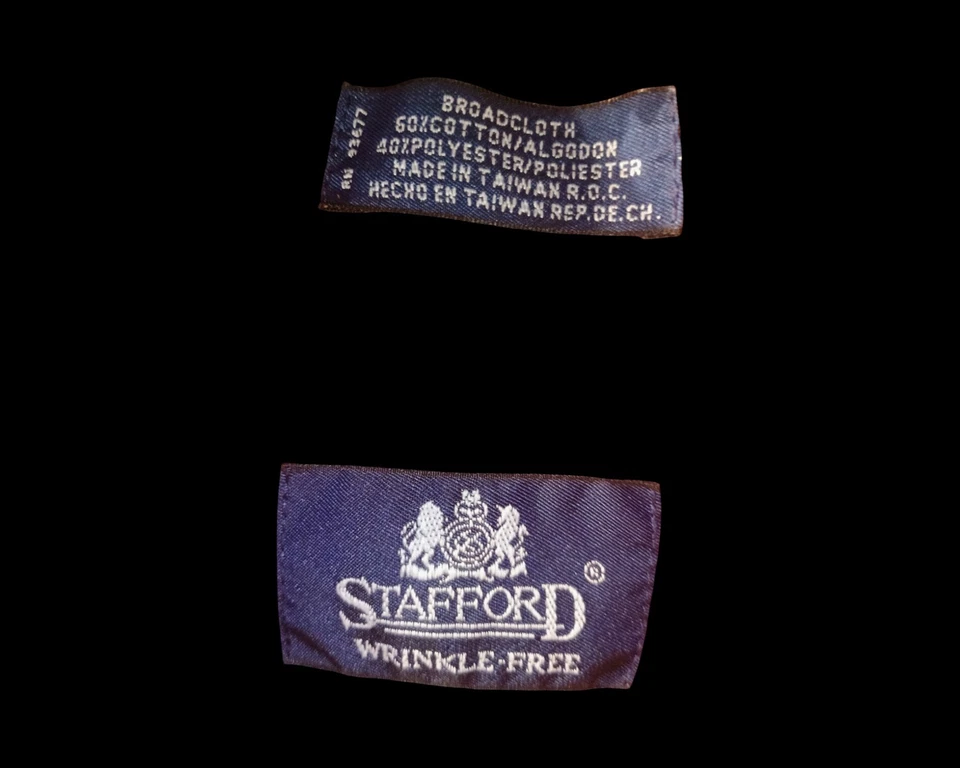 BROADCLOTH
60%COTTON/ALGODON
40%POLYESTER/POLIESTER
MADE IN TAIWAN R.O.C.
HECHO EN TAIWAN REP.DE.CH.
RN 93677
STAFFORD ®
WRINKLE-FREE